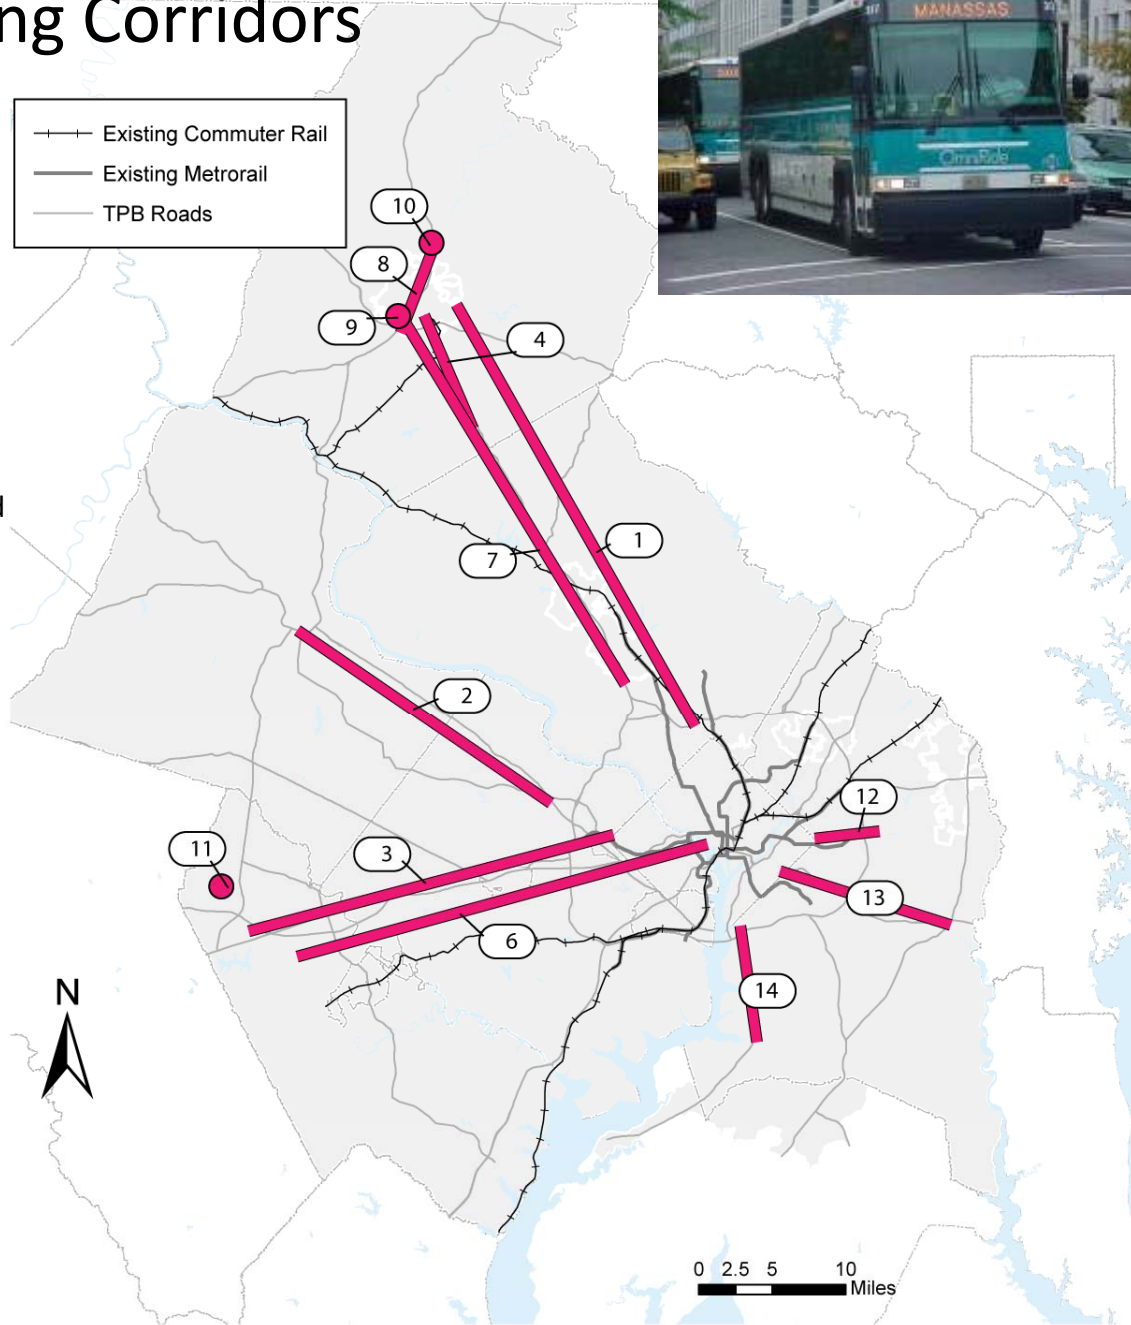 ng Corridors
MANASSAS
OmniRide
Existing Commuter Rail
Existing Metrorail
TPB Roads
10
8
9
4
d
1
7
2
12
11
3
13
6
14
N
0 2.5 5 10
Miles